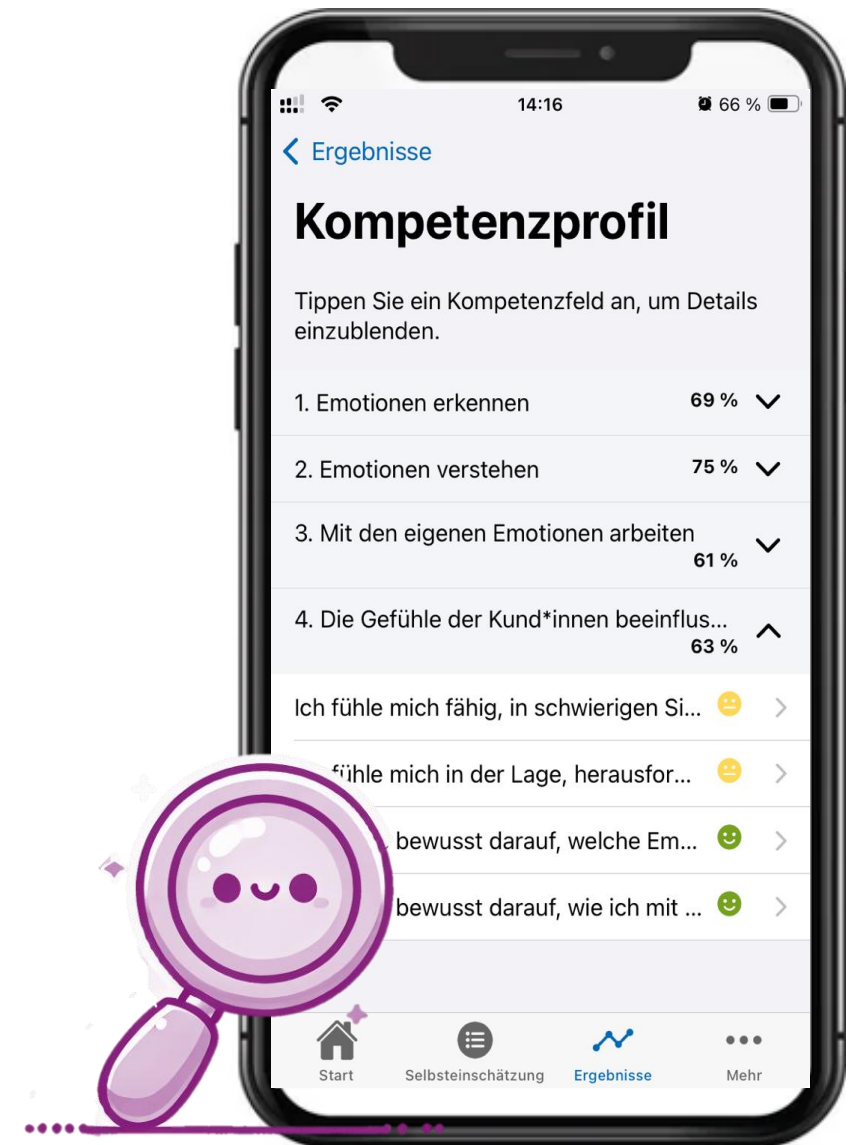 14:16
66 %
Ergebnisse
Kompetenzprofil
Tippen Sie ein Kompetenzfeld an, um Details
einzublenden.
1. Emotionen erkennen 69 %
2. Emotionen verstehen 75 %
3. Mit den eigenen Emotionen arbeiten
61 %
4. Die Gefühle der Kund*innen beeinflus...
63 %
Ich fühle mich fähig, in schwierigen Si...
fühle mich in der Lage, herausfor...
bewusst darauf, welche Em...
bewusst darauf, wie ich mit ...
Start Selbsteinschätzung Ergebnisse Mehr